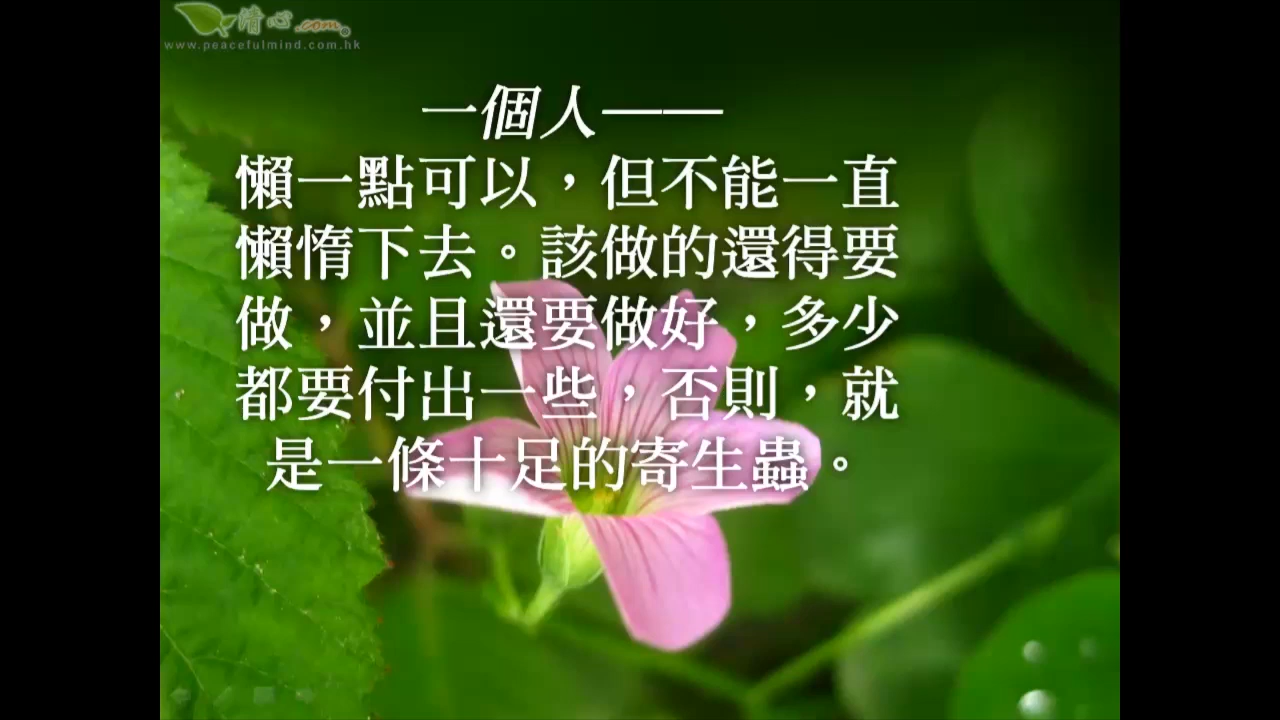 清心.com
www.peacefulmind.com.hk
一個人——
懶一點可以，但不能一直
懶惰下去。該做的還得要
做，並且還要做好，多少
都要付出一些，否則，就
是一條十足的寄生蟲。